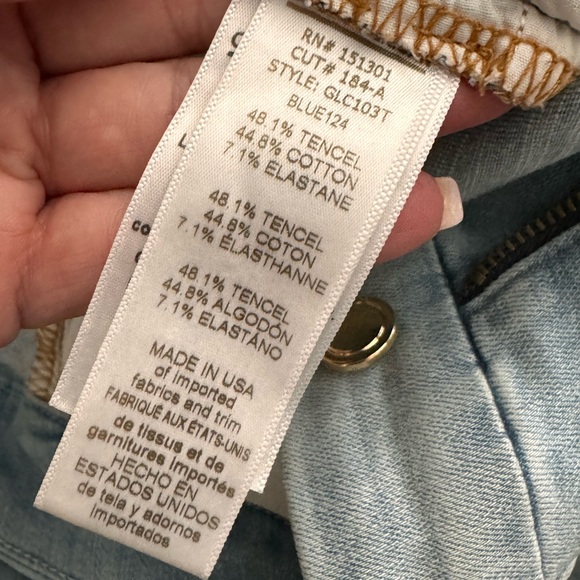 RN# 151301
CUT# 184-A
STYLE: GLC103T
BLUE124
48.1% TENCEL
44.8% COTTON
7.1% ELASTANE
48.1% TENCEL
44.8% COTON
7.1% ÉLASTHANNE
48.1% TENCEL
44.8% ALGODÓN
7.1% ELASTÁNO
MADE IN USA
of imported
fabrics and trim
FABRIQUÉ AUX ÉTATS-UNIS
de tissus et de
garnitures importés
HECHO EN
ESTADOS UNIDOS
de tela y adornos
importados